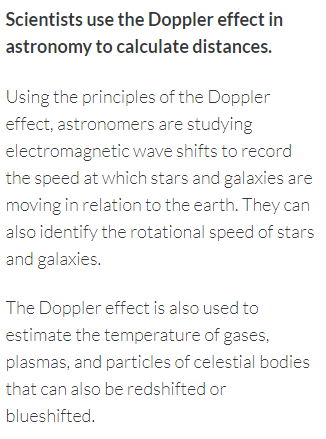 Scientists use the Doppler effect in
astronomy to calculate distances.
Using the principles of the Doppler
effect, astronomers are studying
electromagnetic wave shifts to record
the speed at which stars and galaxies are
moving in relation to the earth. They can
also identify the rotational speed of stars
and galaxies.
The Doppler effect is also used to
estimate the temperature of gases,
plasmas, and particles of celestial bodies
that can also be redshifted or
blueshifted.